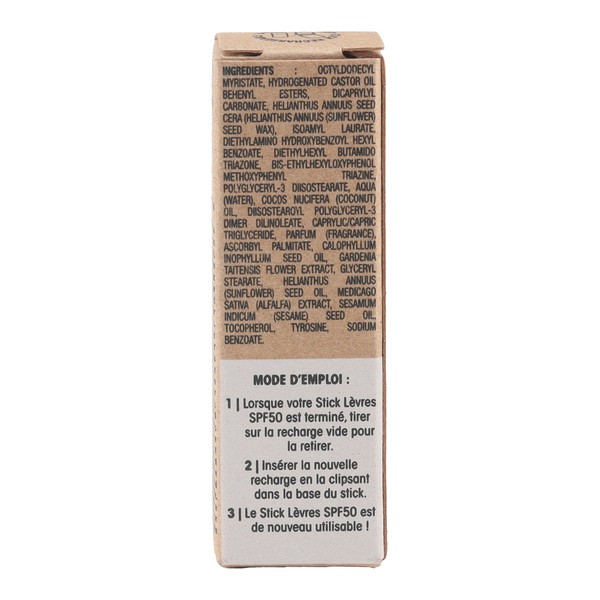 INGREDIENTS : OCTYLDODECYL
MYRISTATE, HYDROGENATED CASTOR OIL
BEHENYL ESTERS, DICAPRYLYL
CARBONATE, HELIANTHUS ANNUUS SEED
CERA (HELIANTHUS ANNUUS (SUNFLOWER)
SEED WAX), ISOAMYL LAURATE,
DIETHYLAMINO HYDROXYBENZOYL HEXYL
BENZOATE, DIETHYLHEXYL BUTAMIDO
TRIAZONE, BIS-ETHYLHEXYLOXYPHENOL
METHOXYPHENYL TRIAZINE,
POLYGLYCERYL-3 DIISOSTEARATE, AQUA
(WATER), COCOS NUCIFERA (COCONUT)
OIL, DIISOSTEAROYL POLYGLYCERYL-3
DIMER DILINOLEATE, CAPRYLIC/CAPRIC
TRIGLYCERIDE, PARFUM (FRAGRANCE),
ASCORBYL PALMITATE, CALOPHYLLUM
INOPHYLLUM SEED OIL, GARDENIA
TAITENSIS FLOWER EXTRACT, GLYCERYL
STEARATE, HELIANTHUS ANNUUS
(SUNFLOWER) SEED OIL, MEDICAGO
SATIVA (ALFALFA) EXTRACT, SESAMUM
INDICUM (SESAME) SEED OIL,
TOCOPHEROL, TYROSINE, SODIUM
BENZOATE.
MODE D'EMPLOI :
1 | Lorsque votre Stick Lèvres
SPF50 est terminé, tirer
sur la recharge vide pour
la retirer.
2 | Insérer la nouvelle
recharge en la clipsant
dans la base du stick.
3 | Le Stick Lèvres SPF50 est
de nouveau utilisable !